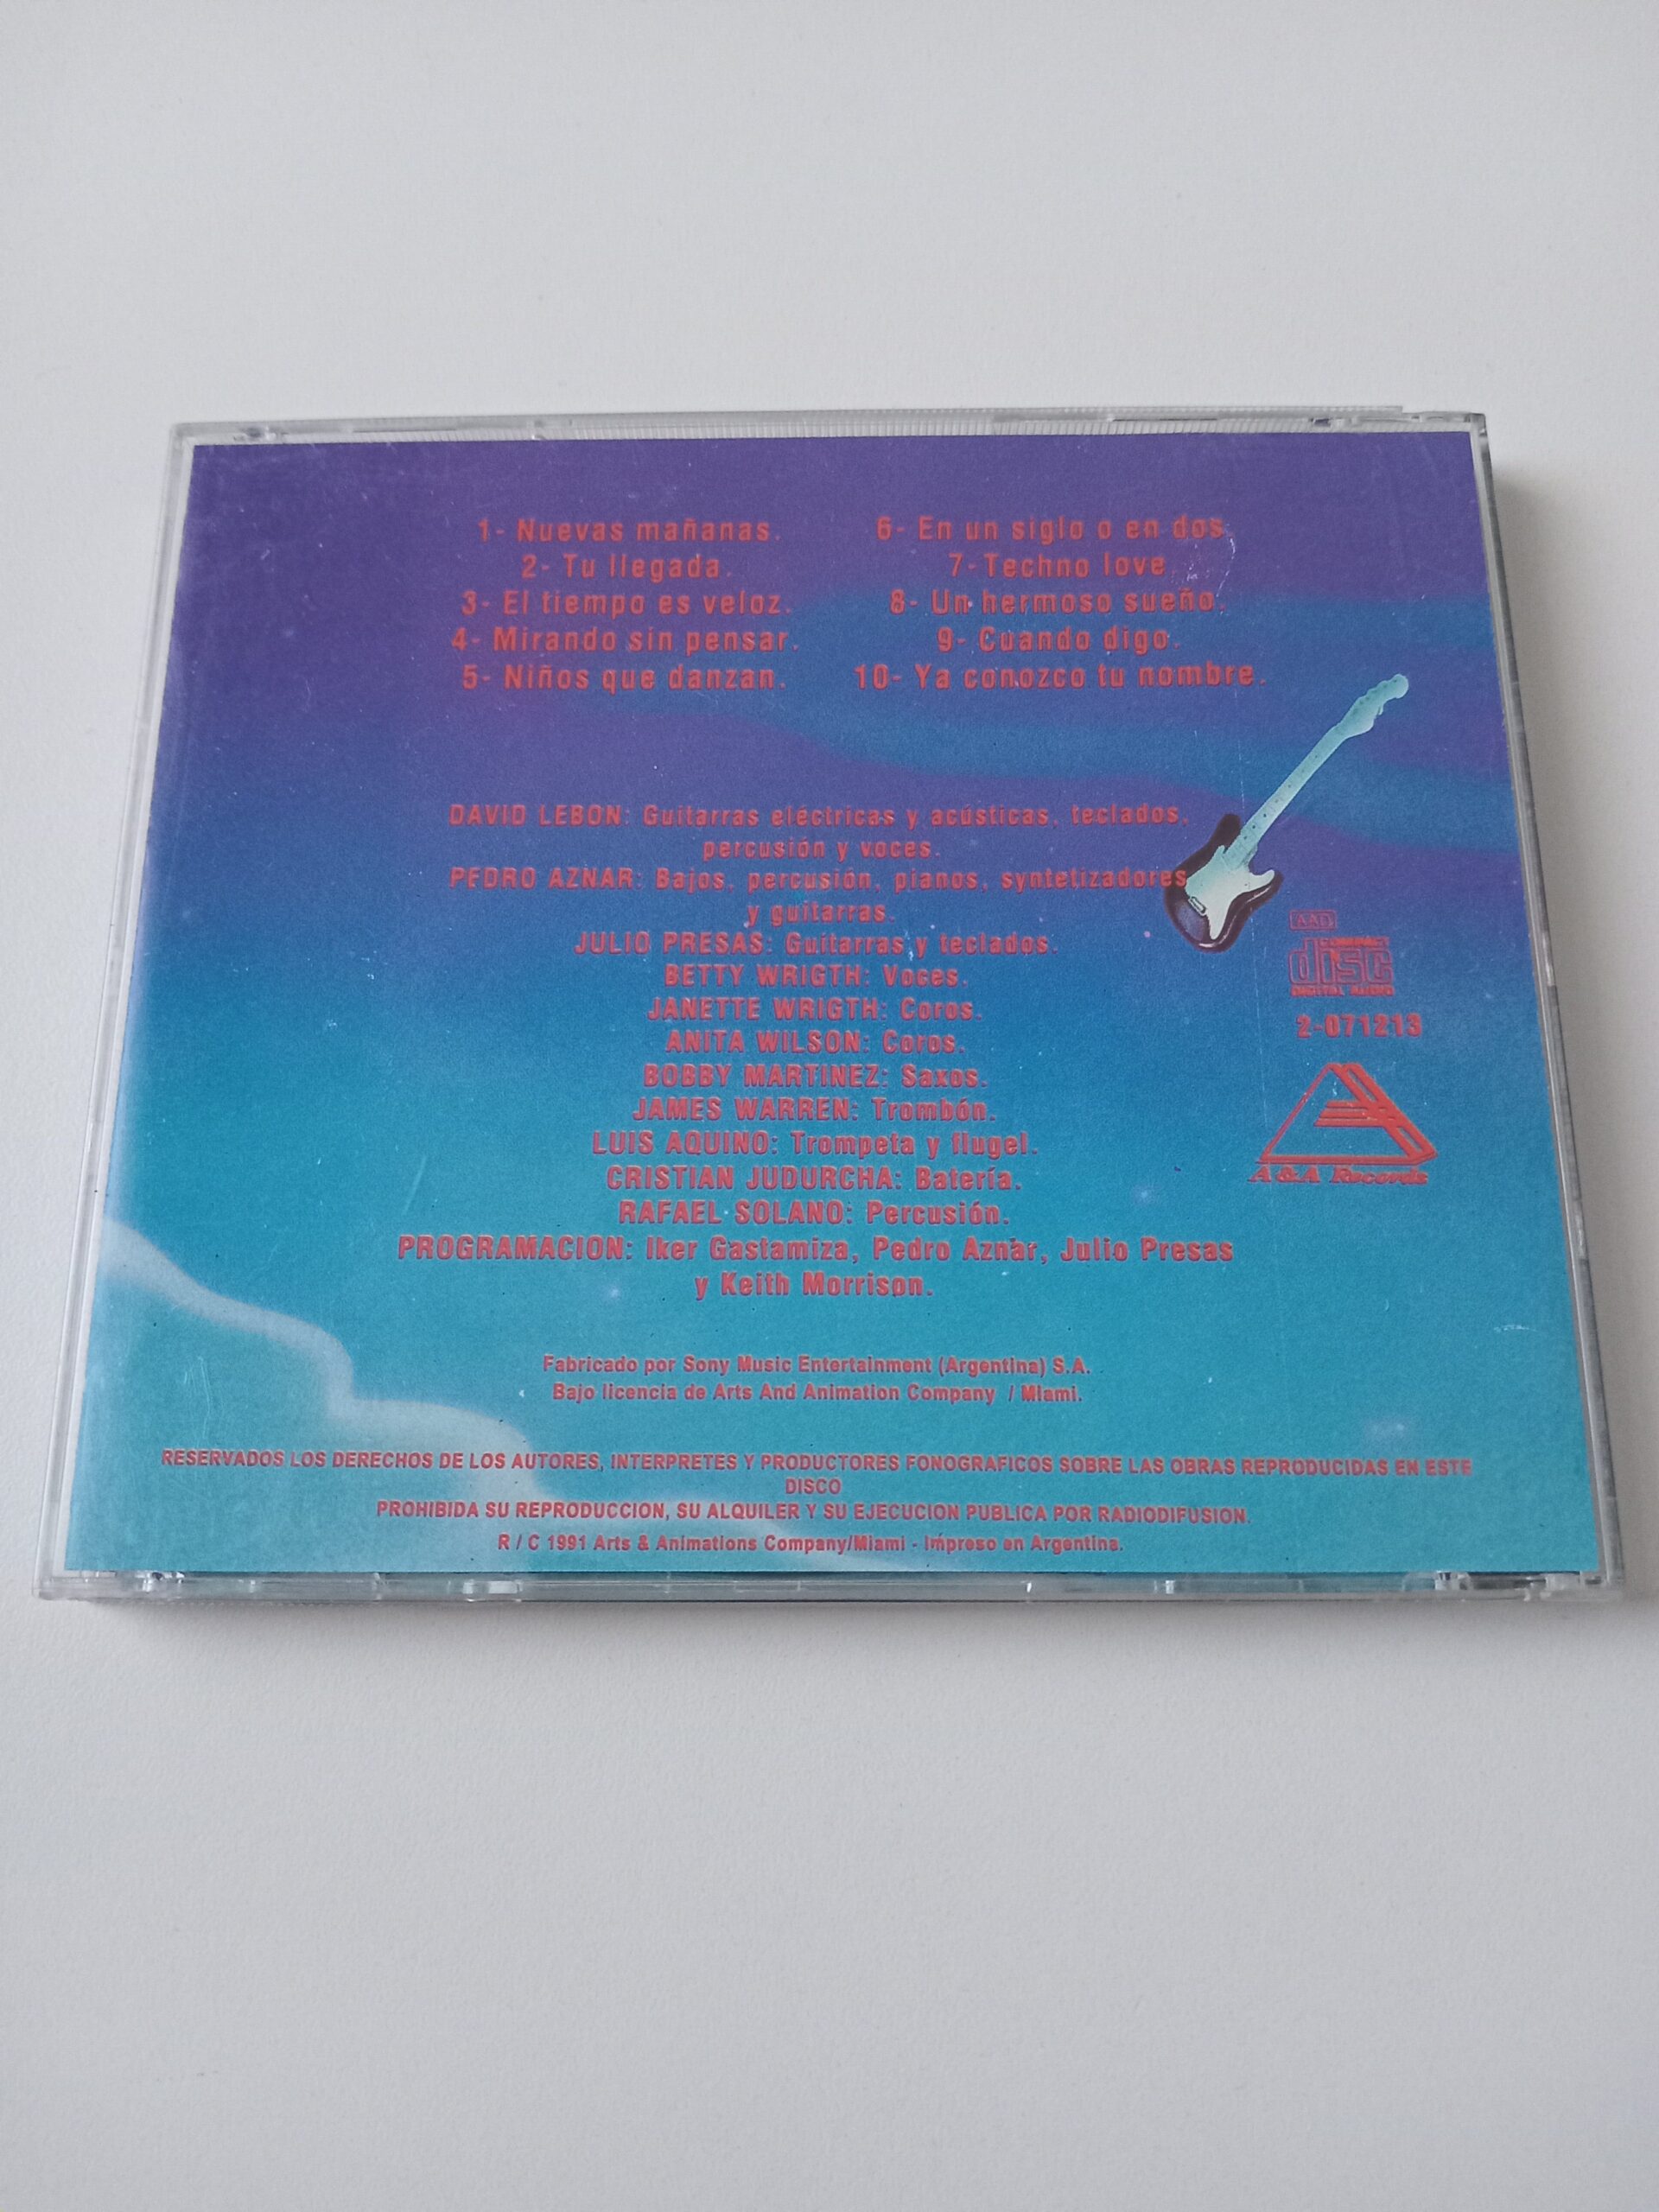 1- Nuevas mañanas.
2- Tu llegada.
3- El tiempo es veloz.
4- Mirando sin pensar.
5- Niños que danzan.
6- En un siglo o en dos.
7- Techno love.
8- Un hermoso sueño.
9- Cuando digo.
10- Ya conozco tu nombre.
DAVID LEBON: Guitarras eléctricas y acústicas, teclados,
percusión y voces.
PEDRO AZNAR: Bajos, percusión, pianos, syntetizadores
y guitarras.
JULIO PRESAS: Guitarras y teclados.
BETTY WRIGTH: Voces.
JANETTE WRIGTH: Coros.
ANITA WILSON: Coros.
BOBBY MARTINEZ: Saxos.
JAMES WARREN: Trombón.
LUIS AQUINO: Trompeta y flugel.
CRISTIAN JUDURCHA: Batería.
RAFAEL SOLANO: Percusión.
PROGRAMACION: Iker Gastamiza, Pedro Aznar, Julio Presas
y Keith Morrison.
AAD
COMPACT
disc
DIGITAL AUDIO
2-071213
A & A Records
Fabricado por Sony Music Entertainment (Argentina) S.A.
Bajo licencia de Arts And Animation Company / Miami.
RESERVADOS LOS DERECHOS DE LOS AUTORES, INTERPRETES Y PRODUCTORES FONOGRAFICOS SOBRE LAS OBRAS REPRODUCIDAS EN ESTE
DISCO
PROHIBIDA SU REPRODUCCION, SU ALQUILER Y SU EJECUCION PUBLICA POR RADIODIFUSION.
R / C 1991 Arts & Animations Company/Miami - Impreso en Argentina.